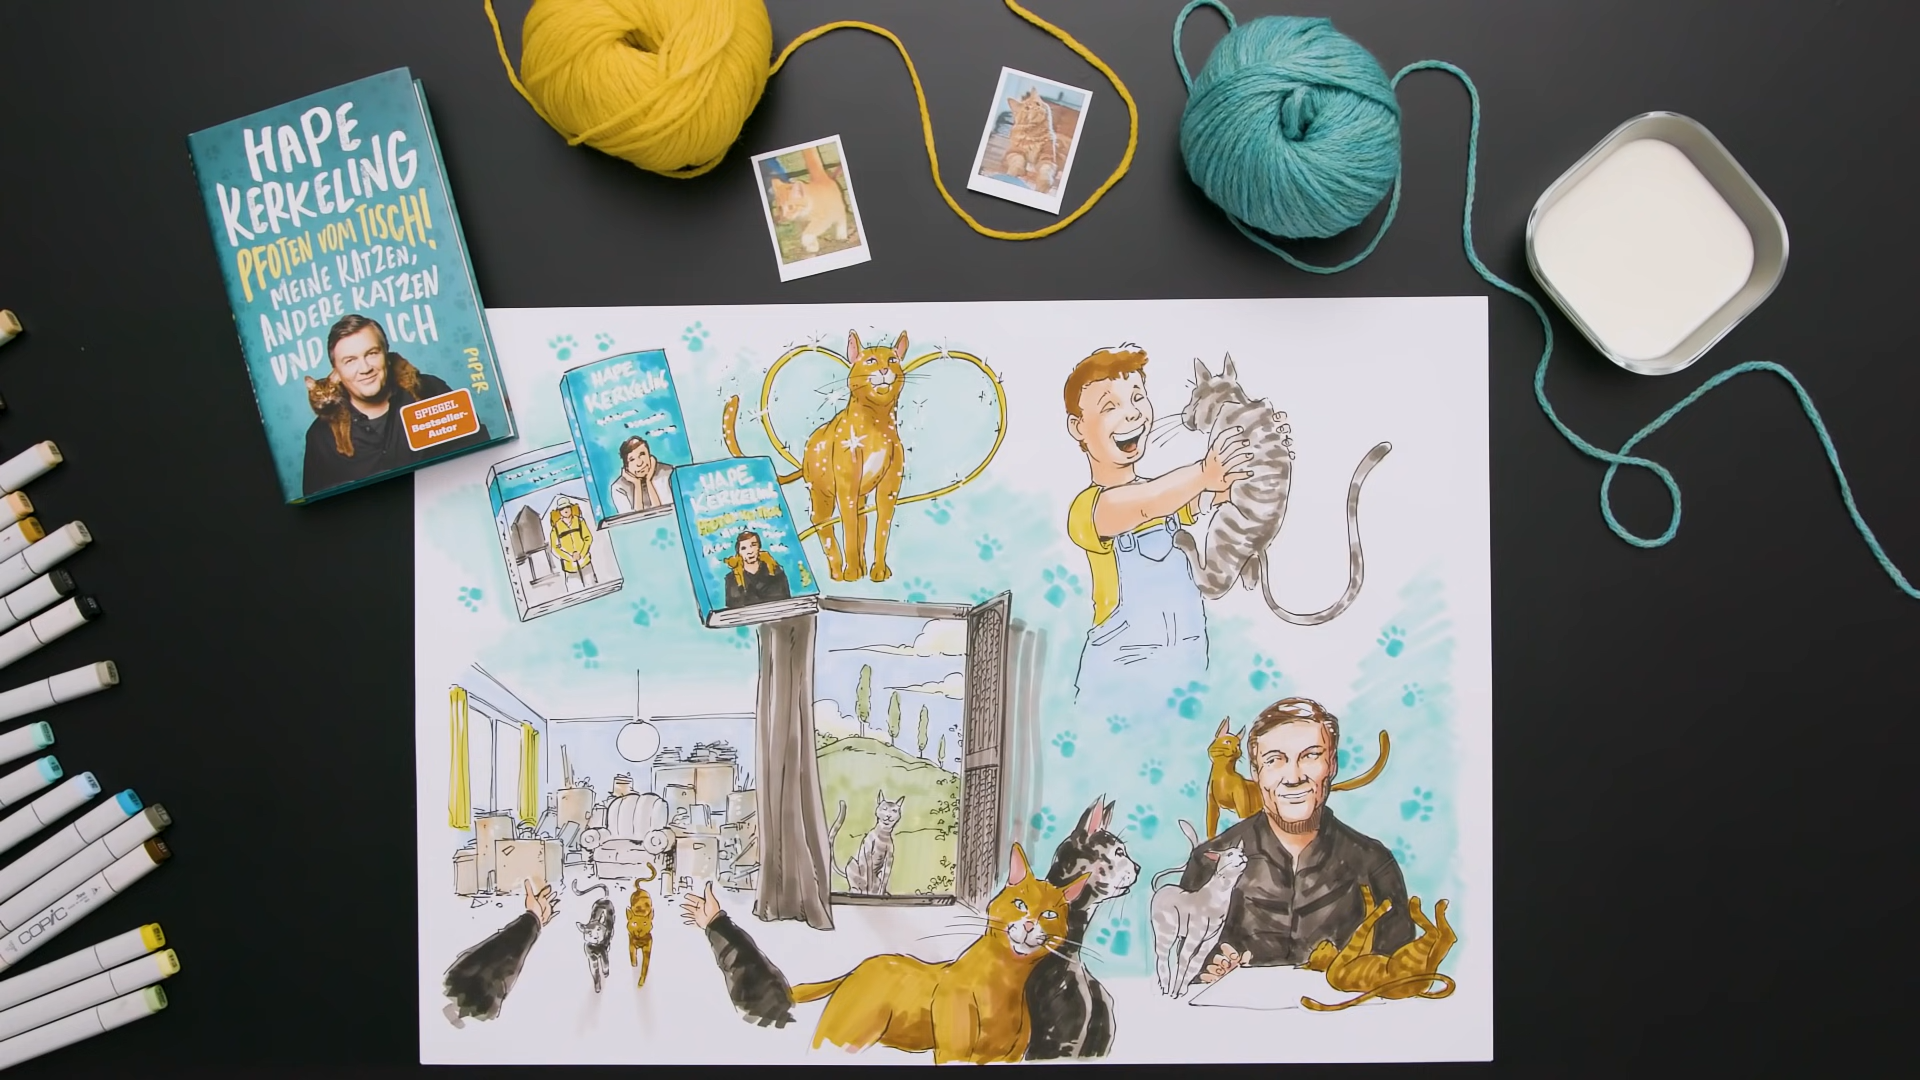 HAPE
KERKELING
PFOTEN VOM TISCH!
MEINE KATZEN,
ANDERE KATZEN
UND ICH
PIPER
SPIEGEL
Bestseller-
Autor
HAPE
KERKELING
HAPE
KERKELING
COPIC